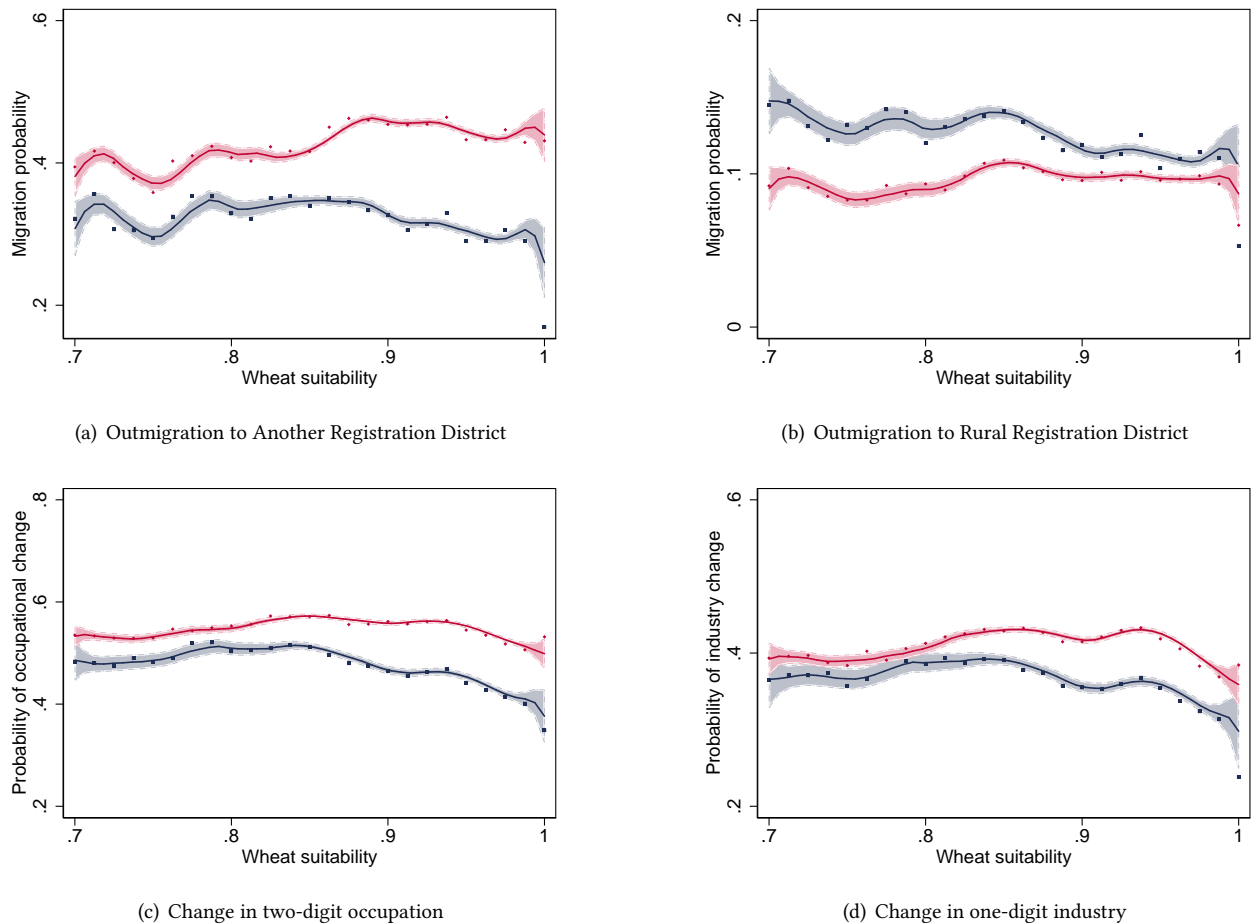 .6
.4
.2
Migration probability
.7
.8
.9
1
Wheat suitability
(a) Outmigration to Another Registration District
.2
.1
0
Migration probability
.7
.8
.9
1
Wheat suitability
(b) Outmigration to Rural Registration District
.8
.6
.4
.2
Probability of occupational change
.7
.8
.9
1
Wheat suitability
(c) Change in two-digit occupation
.6
.4
.2
Probability of industry change
.7
.8
.9
1
Wheat suitability
(d) Change in one-digit industry